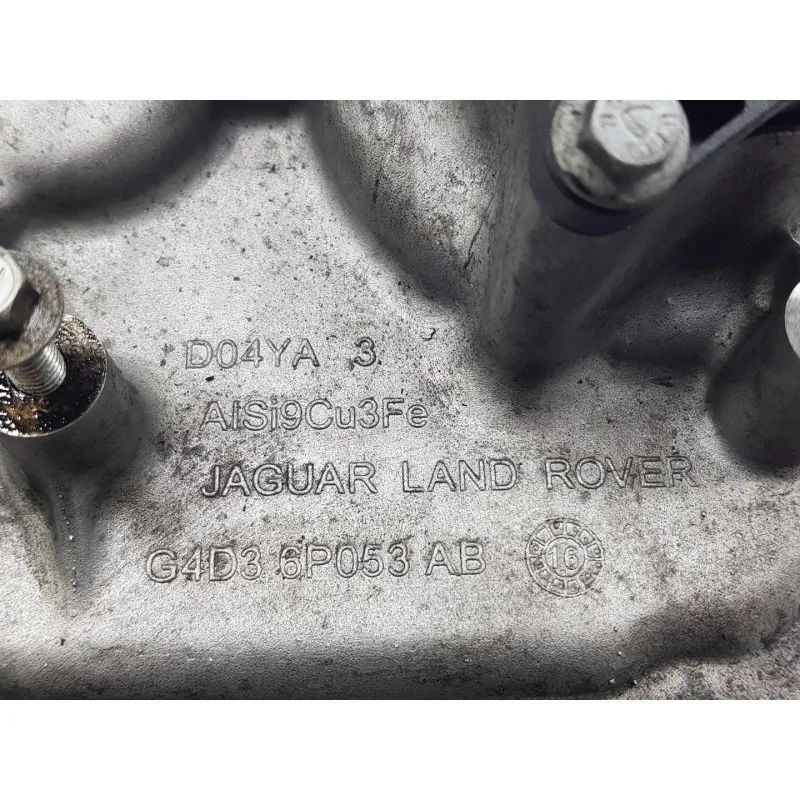 D04YA 3
AlSi9Cu3Fe
JAGUAR LAND ROVER
G4D3 6P053 AB 16